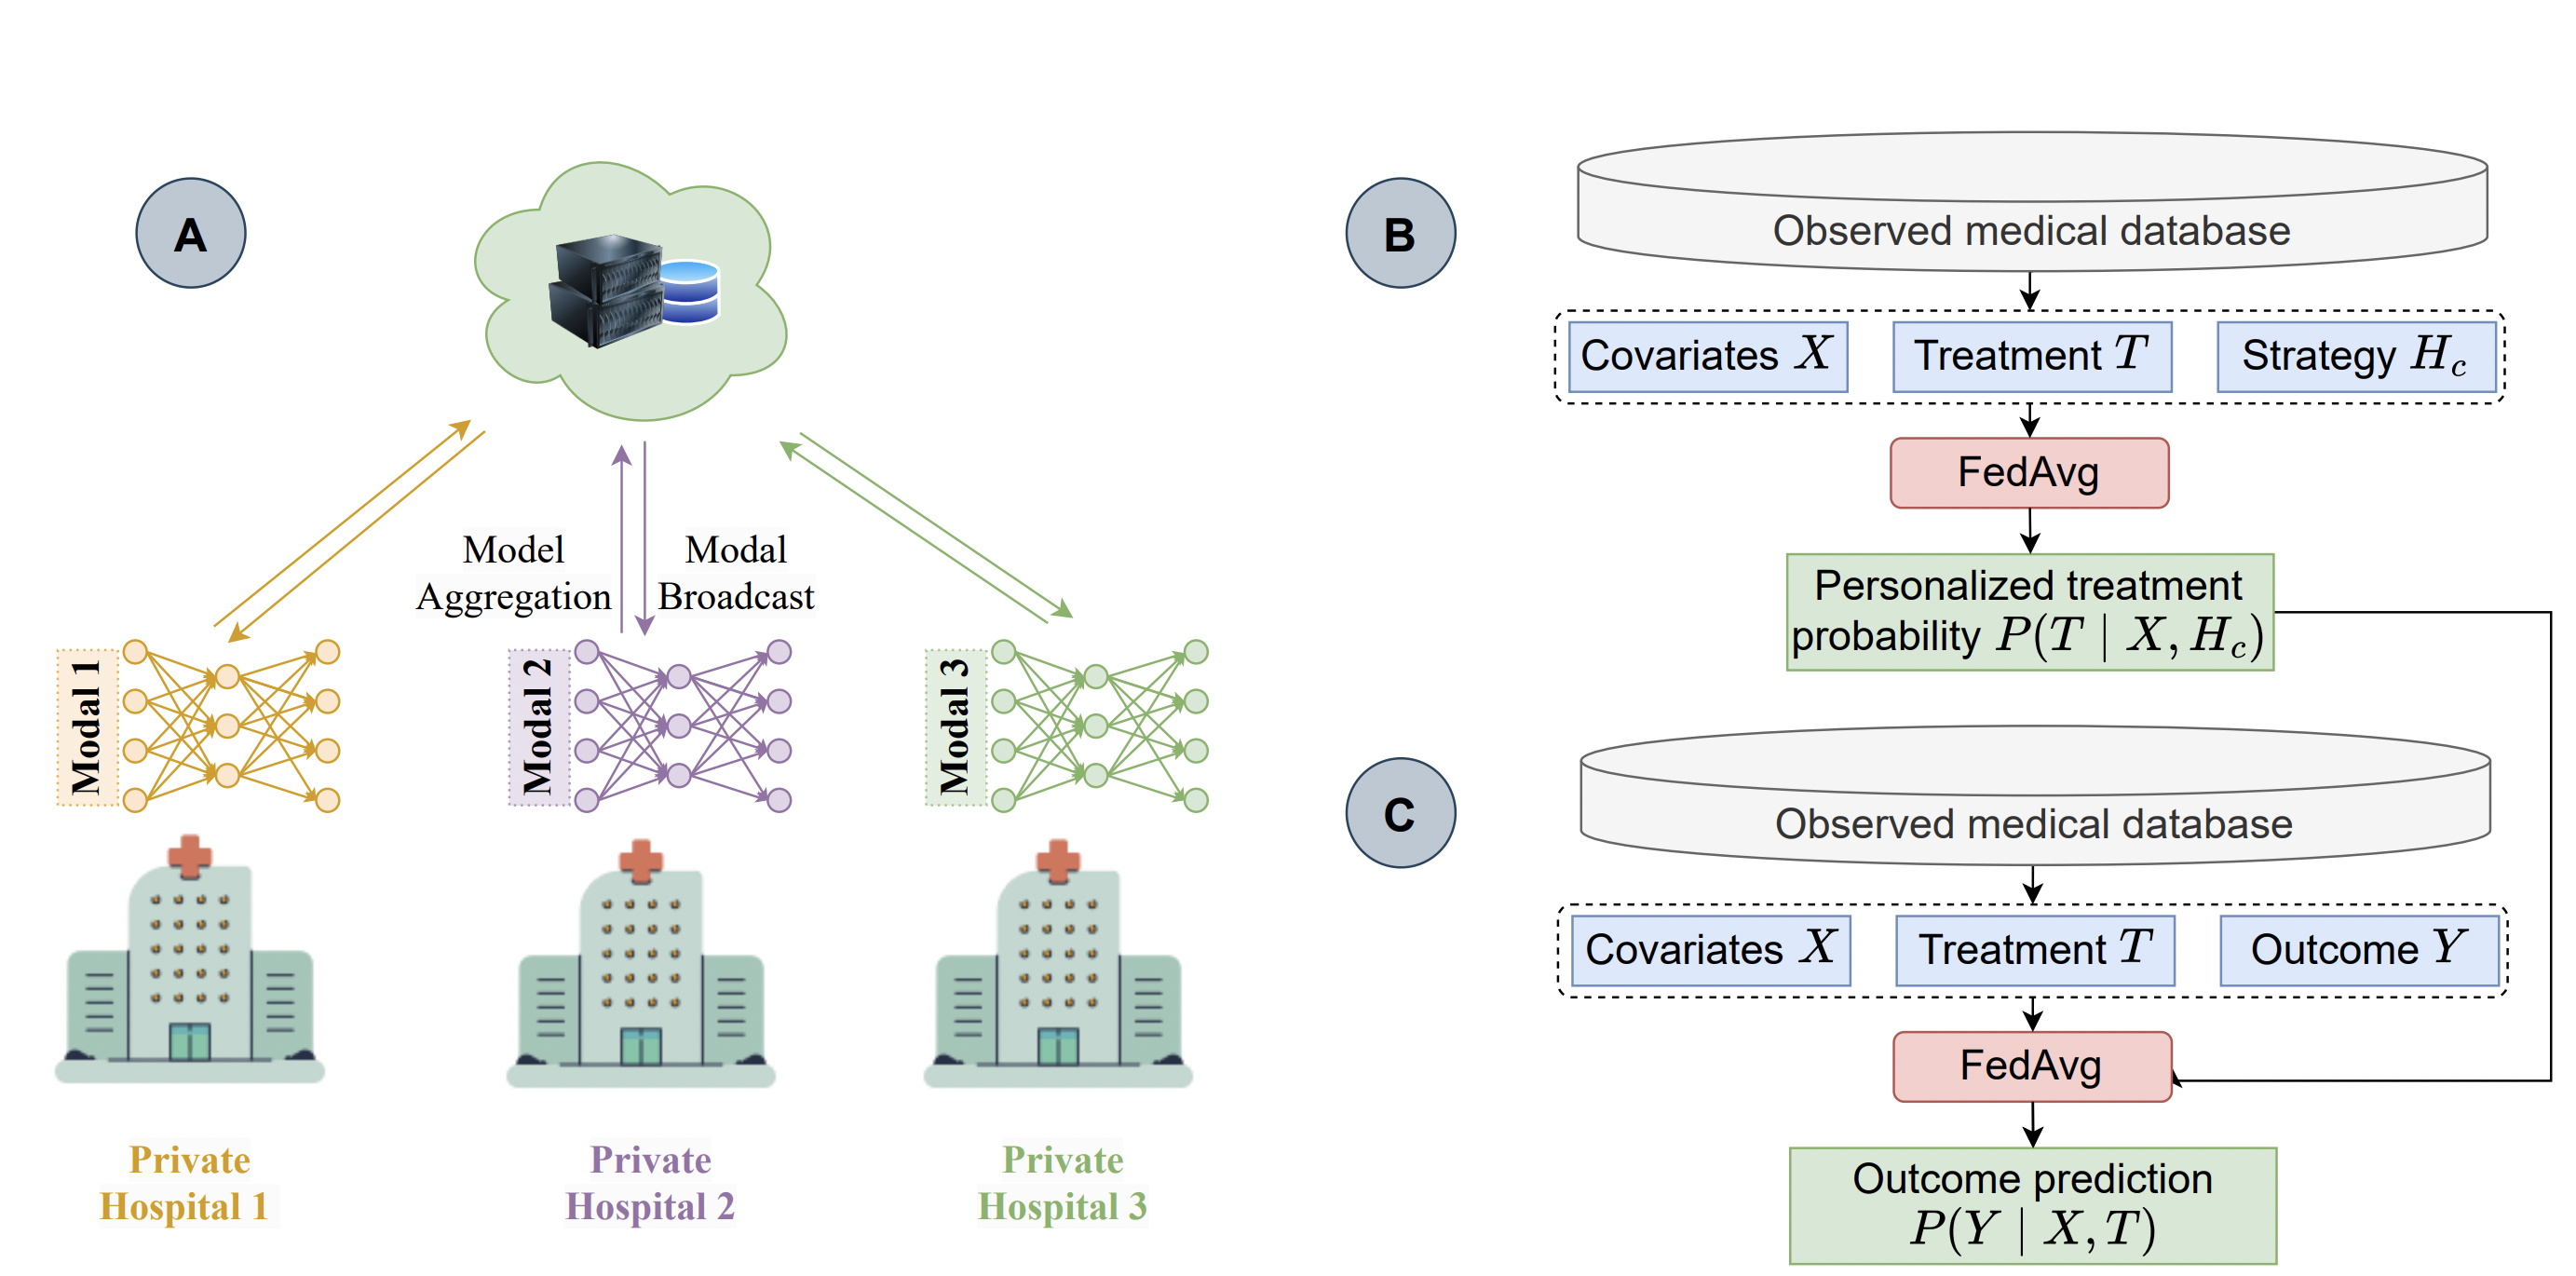 A
Model
Aggregation
Modal
Broadcast
Modal 1
Modal 2
Modal 3
Private
Hospital 1
Private
Hospital 2
Private
Hospital 3
B
Observed medical database
Covariates X
Treatment T
Strategy H_c
FedAvg
Personalized treatment
probability P(T | X, H_c)
C
Observed medical database
Covariates X
Treatment T
Outcome Y
FedAvg
Outcome prediction
P(Y | X, T)